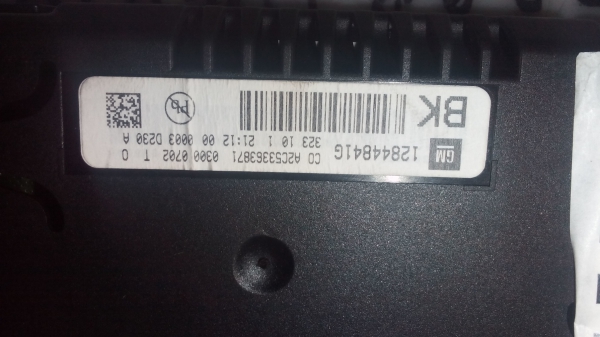 GM 12844841G
BK
CO A2C53363871 0300 0702 T O
323 10 1 21:12 00 0003 D230 A
Pb